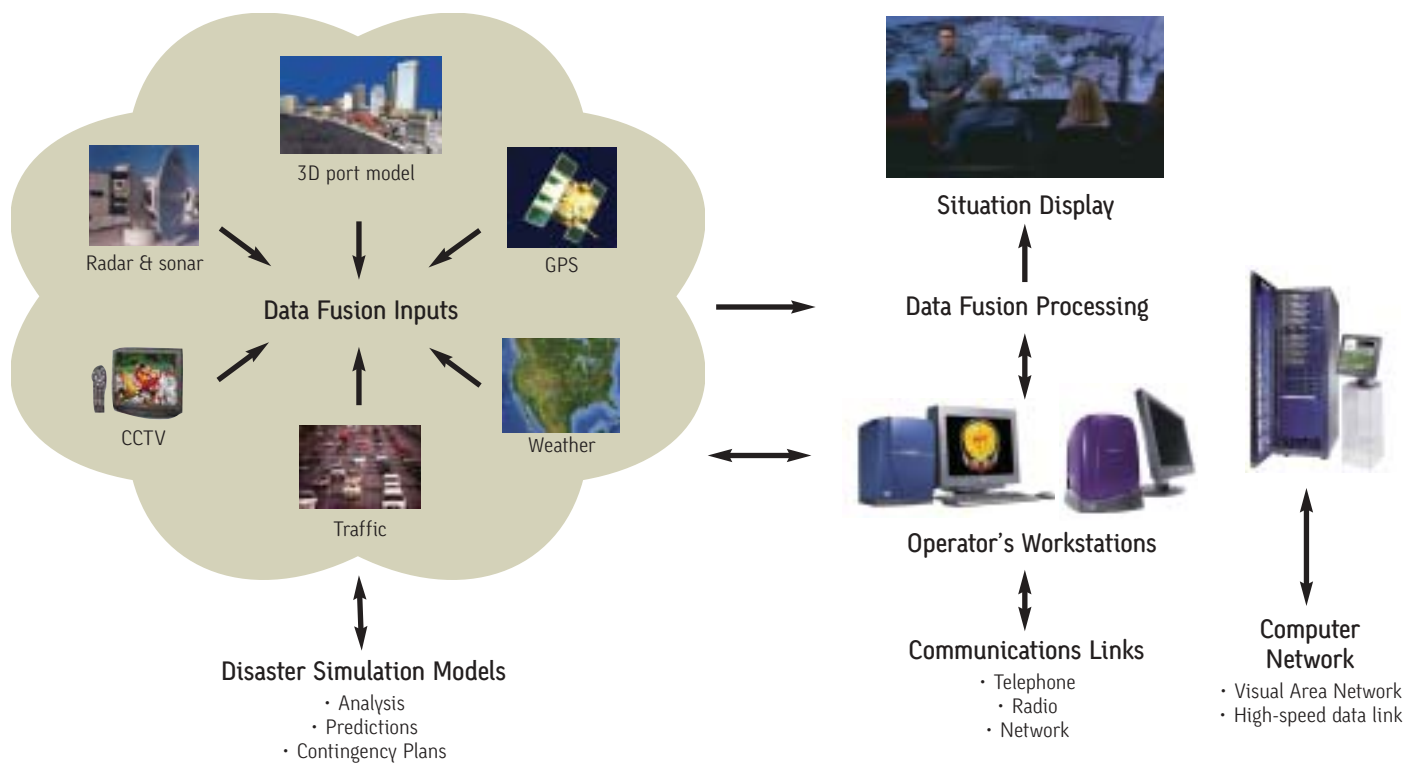 3D port model
Radar & sonar
GPS
Data Fusion Inputs
CCTV
Weather
Traffic
Disaster Simulation Models
• Analysis
• Predictions
• Contingency Plans
Situation Display
Data Fusion Processing
Operator's Workstations
Communications Links
• Telephone
• Radio
• Network
Computer
Network
• Visual Area Network
• High-speed data link